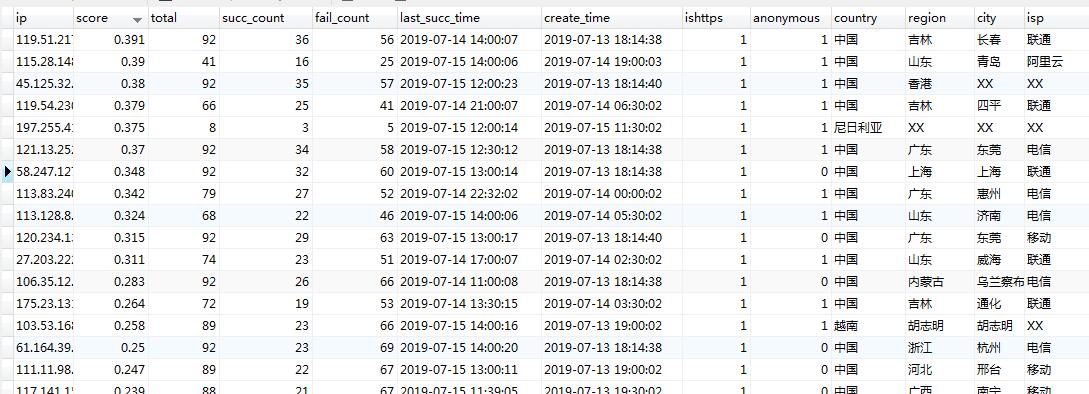 ip score total succ_count fail_count last_succ_time create_time ishttps anonymous country region city isp
119.51.21 0.391 92 36 56 2019-07-14 14:00:07 2019-07-13 18:14:38 1 1 中国 吉林 长春 联通
115.28.14 0.39 41 16 25 2019-07-15 14:00:06 2019-07-14 19:00:03 1 1 中国 山东 青岛 阿里云
45.125.32. 0.38 92 35 57 2019-07-15 12:00:23 2019-07-13 18:14:40 1 1 中国 香港 XX XX
119.54.23 0.379 66 25 41 2019-07-14 21:00:07 2019-07-14 06:30:02 1 1 中国 吉林 四平 联通
197.255.4 0.375 8 3 5 2019-07-15 12:00:14 2019-07-15 11:30:02 1 1 尼日利亚 XX XX XX
121.13.25 0.37 92 34 58 2019-07-15 12:30:12 2019-07-13 18:14:38 1 1 中国 广东 东莞 电信
58.247.12 0.348 92 32 60 2019-07-15 13:00:14 2019-07-13 18:14:38 1 0 中国 上海 上海 联通
113.83.24 0.342 79 27 52 2019-07-14 22:32:02 2019-07-14 00:00:02 1 1 中国 广东 惠州 电信
113.128.8. 0.324 68 22 46 2019-07-15 14:00:06 2019-07-14 05:30:02 1 1 中国 山东 济南 电信
120.234.1 0.315 92 29 63 2019-07-15 13:00:17 2019-07-13 18:14:40 1 0 中国 广东 东莞 移动
27.203.22 0.311 74 23 51 2019-07-14 17:00:07 2019-07-14 02:30:02 1 1 中国 山东 威海 联通
106.35.12. 0.283 92 26 66 2019-07-14 11:00:08 2019-07-13 18:14:38 1 0 中国 内蒙古 乌兰察布 电信
175.23.13 0.264 72 19 53 2019-07-14 13:30:15 2019-07-14 03:30:02 1 1 中国 吉林 通化 联通
103.53.16 0.258 89 23 66 2019-07-15 14:00:16 2019-07-13 19:00:02 1 1 越南 胡志明 胡志明 XX
61.164.39. 0.25 92 23 69 2019-07-15 14:00:20 2019-07-13 18:14:38 1 0 中国 浙江 杭州 电信
111.11.98. 0.247 89 22 67 2019-07-15 13:00:11 2019-07-13 19:00:02 1 0 中国 河北 邢台 移动
117.141.1 0.239 88 21 67 2019-07-15 11:39:05 2019-07-13 19:30:02 1 0 中国 广西 南宁 移动